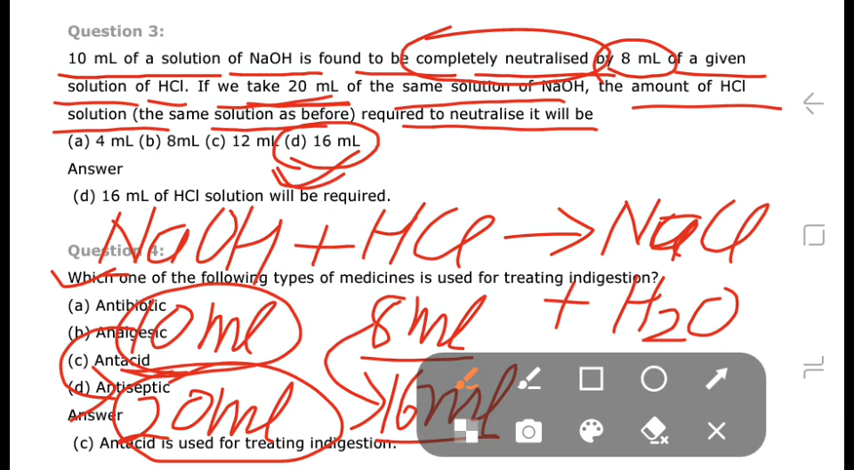 Question 3:
10 mL of a solution of NaOH is found to be completely neutralised by 8 mL of a given
solution of HCl. If we take 20 mL of the same solution of NaOH, the amount of HCl
solution (the same solution as before) required to neutralise it will be
(a) 4 mL (b) 8mL (c) 12 mL (d) 16 mL
Answer
(d) 16 mL of HCl solution will be required.
NaOH + HCl → NaCl
+ H2O
Question 4:
Which one of the following types of medicines is used for treating indigestion?
(a) Antibiotic
(b) Analgesic
(c) Antacid
(d) Antiseptic
10 ml 8 ml
20 ml 16 ml
Answer
(c) Antacid is used for treating indigestion.